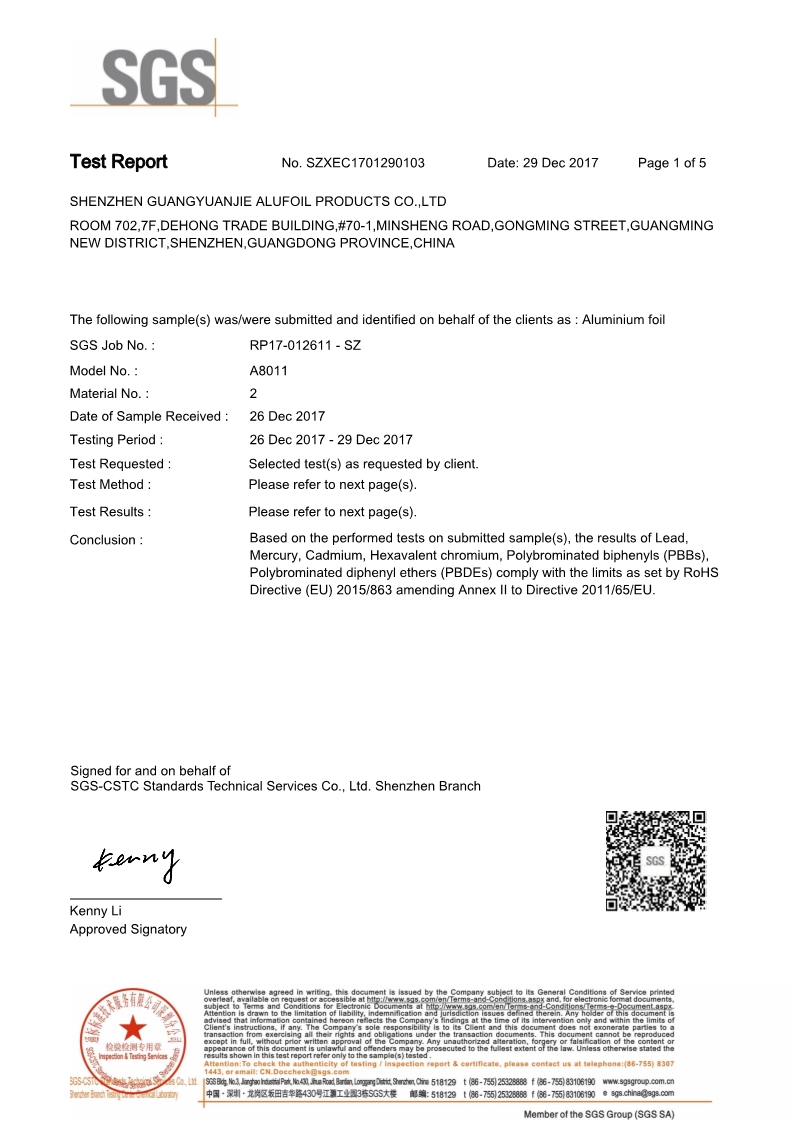 SGS
Test Report No. SZXEC1701290103 Date: 29 Dec 2017 Page 1 of 5
SHENZHEN GUANGYUANJIE ALUFOIL PRODUCTS CO.,LTD
ROOM 702,7F,DEHONG TRADE BUILDING,#70-1,MINSHENG ROAD,GONGMING STREET,GUANGMING
NEW DISTRICT,SHENZHEN,GUANGDONG PROVINCE,CHINA
The following sample(s) was/were submitted and identified on behalf of the clients as : Aluminium foil
SGS Job No. : RP17-012611 - SZ
Model No. : A8011
Material No. : 2
Date of Sample Received : 26 Dec 2017
Testing Period : 26 Dec 2017 - 29 Dec 2017
Test Requested : Selected test(s) as requested by client.
Test Method : Please refer to next page(s).
Test Results : Please refer to next page(s).
Conclusion : Based on the performed tests on submitted sample(s), the results of Lead,
Mercury, Cadmium, Hexavalent chromium, Polybrominated biphenyls (PBBs),
Polybrominated diphenyl ethers (PBDEs) comply with the limits as set by RoHS
Directive (EU) 2015/863 amending Annex II to Directive 2011/65/EU.
Signed for and on behalf of
SGS-CSTC Standards Technical Services Co., Ltd. Shenzhen Branch
SGS
Kenny
Kenny Li
Approved Signatory
检验检测专用章
Inspection & Testing Services
Unless otherwise agreed in writing, this document is issued by the Company subject to its General Conditions of Service printed
overleaf, available on request or accessible at http://www.sgs.com/en/Terms-and-Conditions.aspx and, for electronic format documents,
subject to Terms and Conditions for Electronic Documents at http://www.sgs.com/en/Terms-and-Conditions/Terms-e-Document.aspx.
Attention is drawn to the limitation of liability, indemnification and jurisdiction issues defined therein. Any holder of this document is
advised that information contained hereon reflects the Company's findings at the time of its intervention only and within the limits of
Client's instructions, if any. The Company's sole responsibility is to its Client and this document does not exonerate parties to a
transaction from exercising all their rights and obligations under the transaction documents. This document cannot be reproduced
except in full, without prior written approval of the Company. Any unauthorized alteration, forgery or falsification of the content or
appearance of this document is unlawful and offenders may be prosecuted to the fullest extent of the law. Unless otherwise stated the
results shown in this test report refer only to the sample(s) tested .
Attention:To check the authenticity of testing / inspection report & certificate, please contact us at telephone:(86-755) 8307
1443, or email: CN.Doccheck@sgs.com
SGS Bldg, No.3, Jianghao Industrial Park, No.430, Jihua Road, Bantian, Longgang District, Shenzhen, China 518129 t (86-755)25328888 f (86-755)83106190 www.sgsgroup.com.cn
中国·深圳·龙岗区坂田吉华路430号江灏工业园3栋SGS大楼 邮编: 518129 t (86-755)25328888 f (86-755)83106190 e sgs.china@sgs.com
Member of the SGS Group (SGS SA)